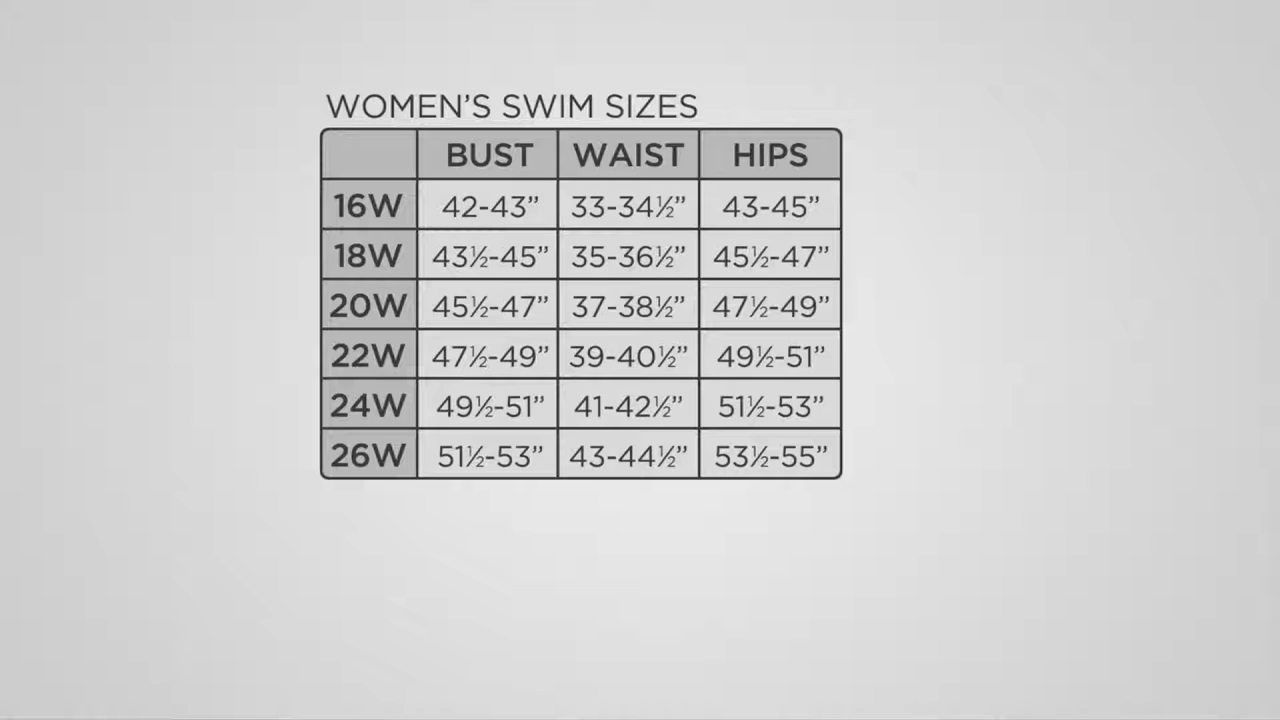 WOMEN’S SWIM SIZES
BUST WAIST HIPS
16W 42-43” 33-34½” 43-45”
18W 43½-45” 35-36½” 45½-47”
20W 45½-47” 37-38½” 47½-49”
22W 47½-49” 39-40½” 49½-51”
24W 49½-51” 41-42½” 51½-53”
26W 51½-53” 43-44½” 53½-55”